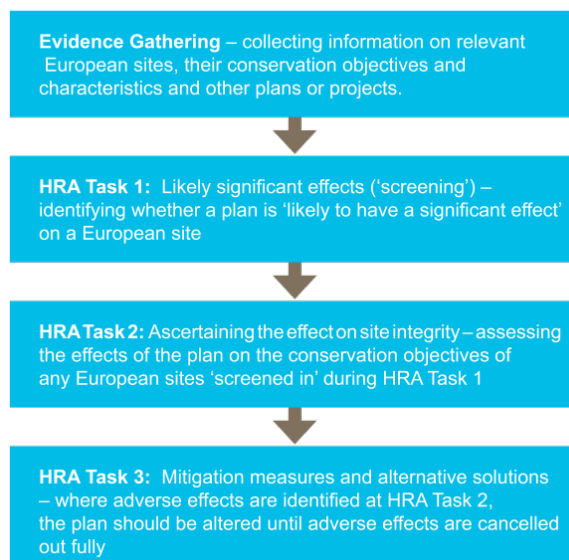 Evidence Gathering – collecting information on relevant
European sites, their conservation objectives and
characteristics and other plans or projects.
HRA Task 1: Likely significant effects (‘screening’) –
identifying whether a plan is ‘likely to have a significant effect’
on a European site
HRA Task 2: Ascertaining the effect on site integrity – assessing
the effects of the plan on the conservation objectives of
any European sites ‘screened in’ during HRA Task 1
HRA Task 3: Mitigation measures and alternative solutions
– where adverse effects are identified at HRA Task 2,
the plan should be altered until adverse effects are cancelled
out fully